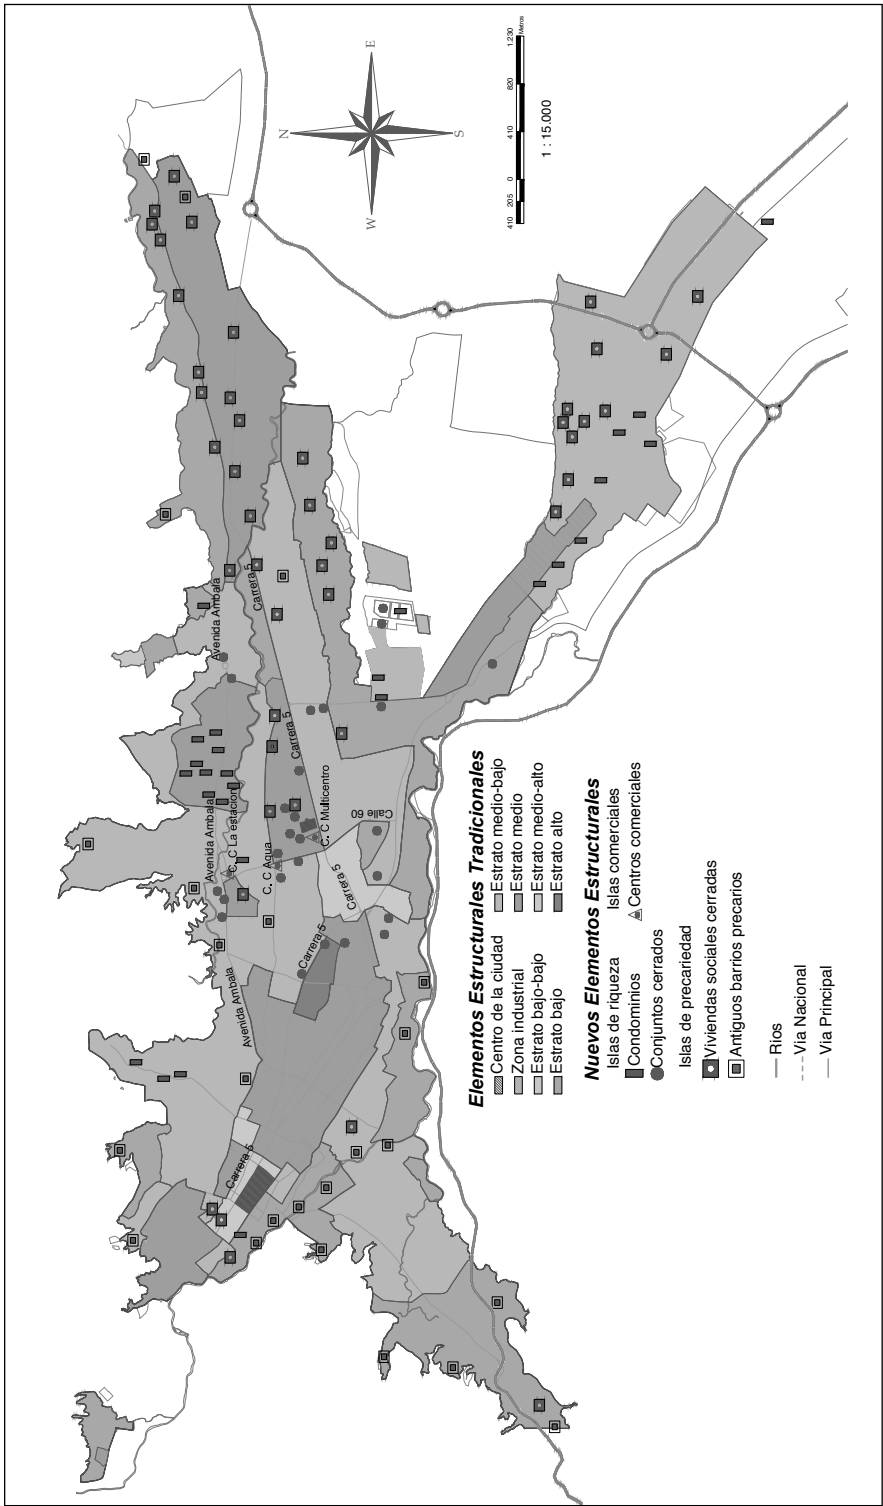 N
E
S
W
410 205 0 410 820 1.230
Metros
1 : 15.000
Avenida Ambala
Carrera 5
Avenida Ambala
C. C La estacion
C. C Aqua
Carrera 5
C. C Multicentro
Calle 60
Carrera 5
Carrera 5
Avenida Ambala
Carrera 5
Elementos Estructurales Tradicionales
Centro de la ciudad
Zona industrial
Estrato bajo-bajo
Estrato bajo
Estrato medio-bajo
Estrato medio
Estrato medio-alto
Estrato alto
Nuevos Elementos Estructurales
Islas de riqueza
Condominios
Conjuntos cerrados
Islas comerciales
Centros comerciales
Islas de precariedad
Viviendas sociales cerradas
Antiguos barrios precarios
Rios
Via Nacional
Via Principal